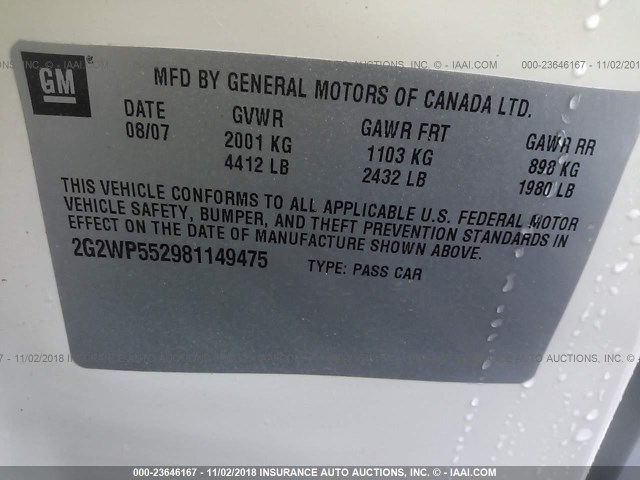 GM
MFD BY GENERAL MOTORS OF CANADA LTD.
DATE GVWR GAWR FRT GAWR RR
08/07 2001 KG 1103 KG 898 KG
4412 LB 2432 LB 1980 LB
THIS VEHICLE CONFORMS TO ALL APPLICABLE U.S. FEDERAL MOTOR
VEHICLE SAFETY, BUMPER, AND THEFT PREVENTION STANDARDS IN
EFFECT ON THE DATE OF MANUFACTURE SHOWN ABOVE.
2G2WP552981149475 TYPE: PASS CAR
000-23646167 - 11/02/2018 INSURANCE AUTO AUCTIONS, INC. - © - IAAI.COM